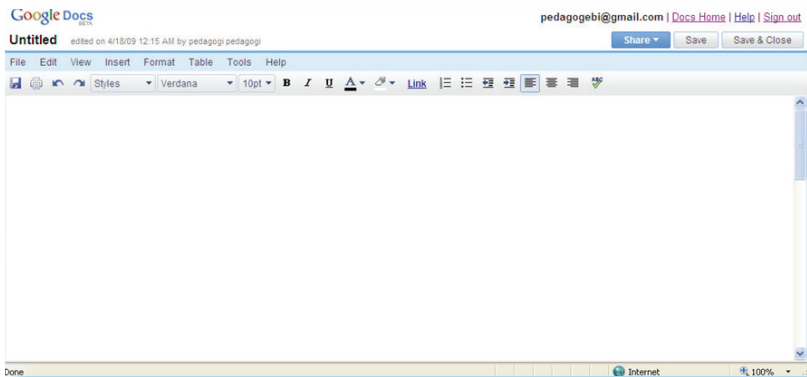 Google Docs
BETA
pedagogebi@gmail.com | Docs Home | Help | Sign out
Untitled edited on 4/18/09 12:15 AM by pedagogi pedagogi
Share Save Save & Close
File Edit View Insert Format Table Tools Help
Styles Verdana 10pt B I U A Link ABC
Done Internet 100%